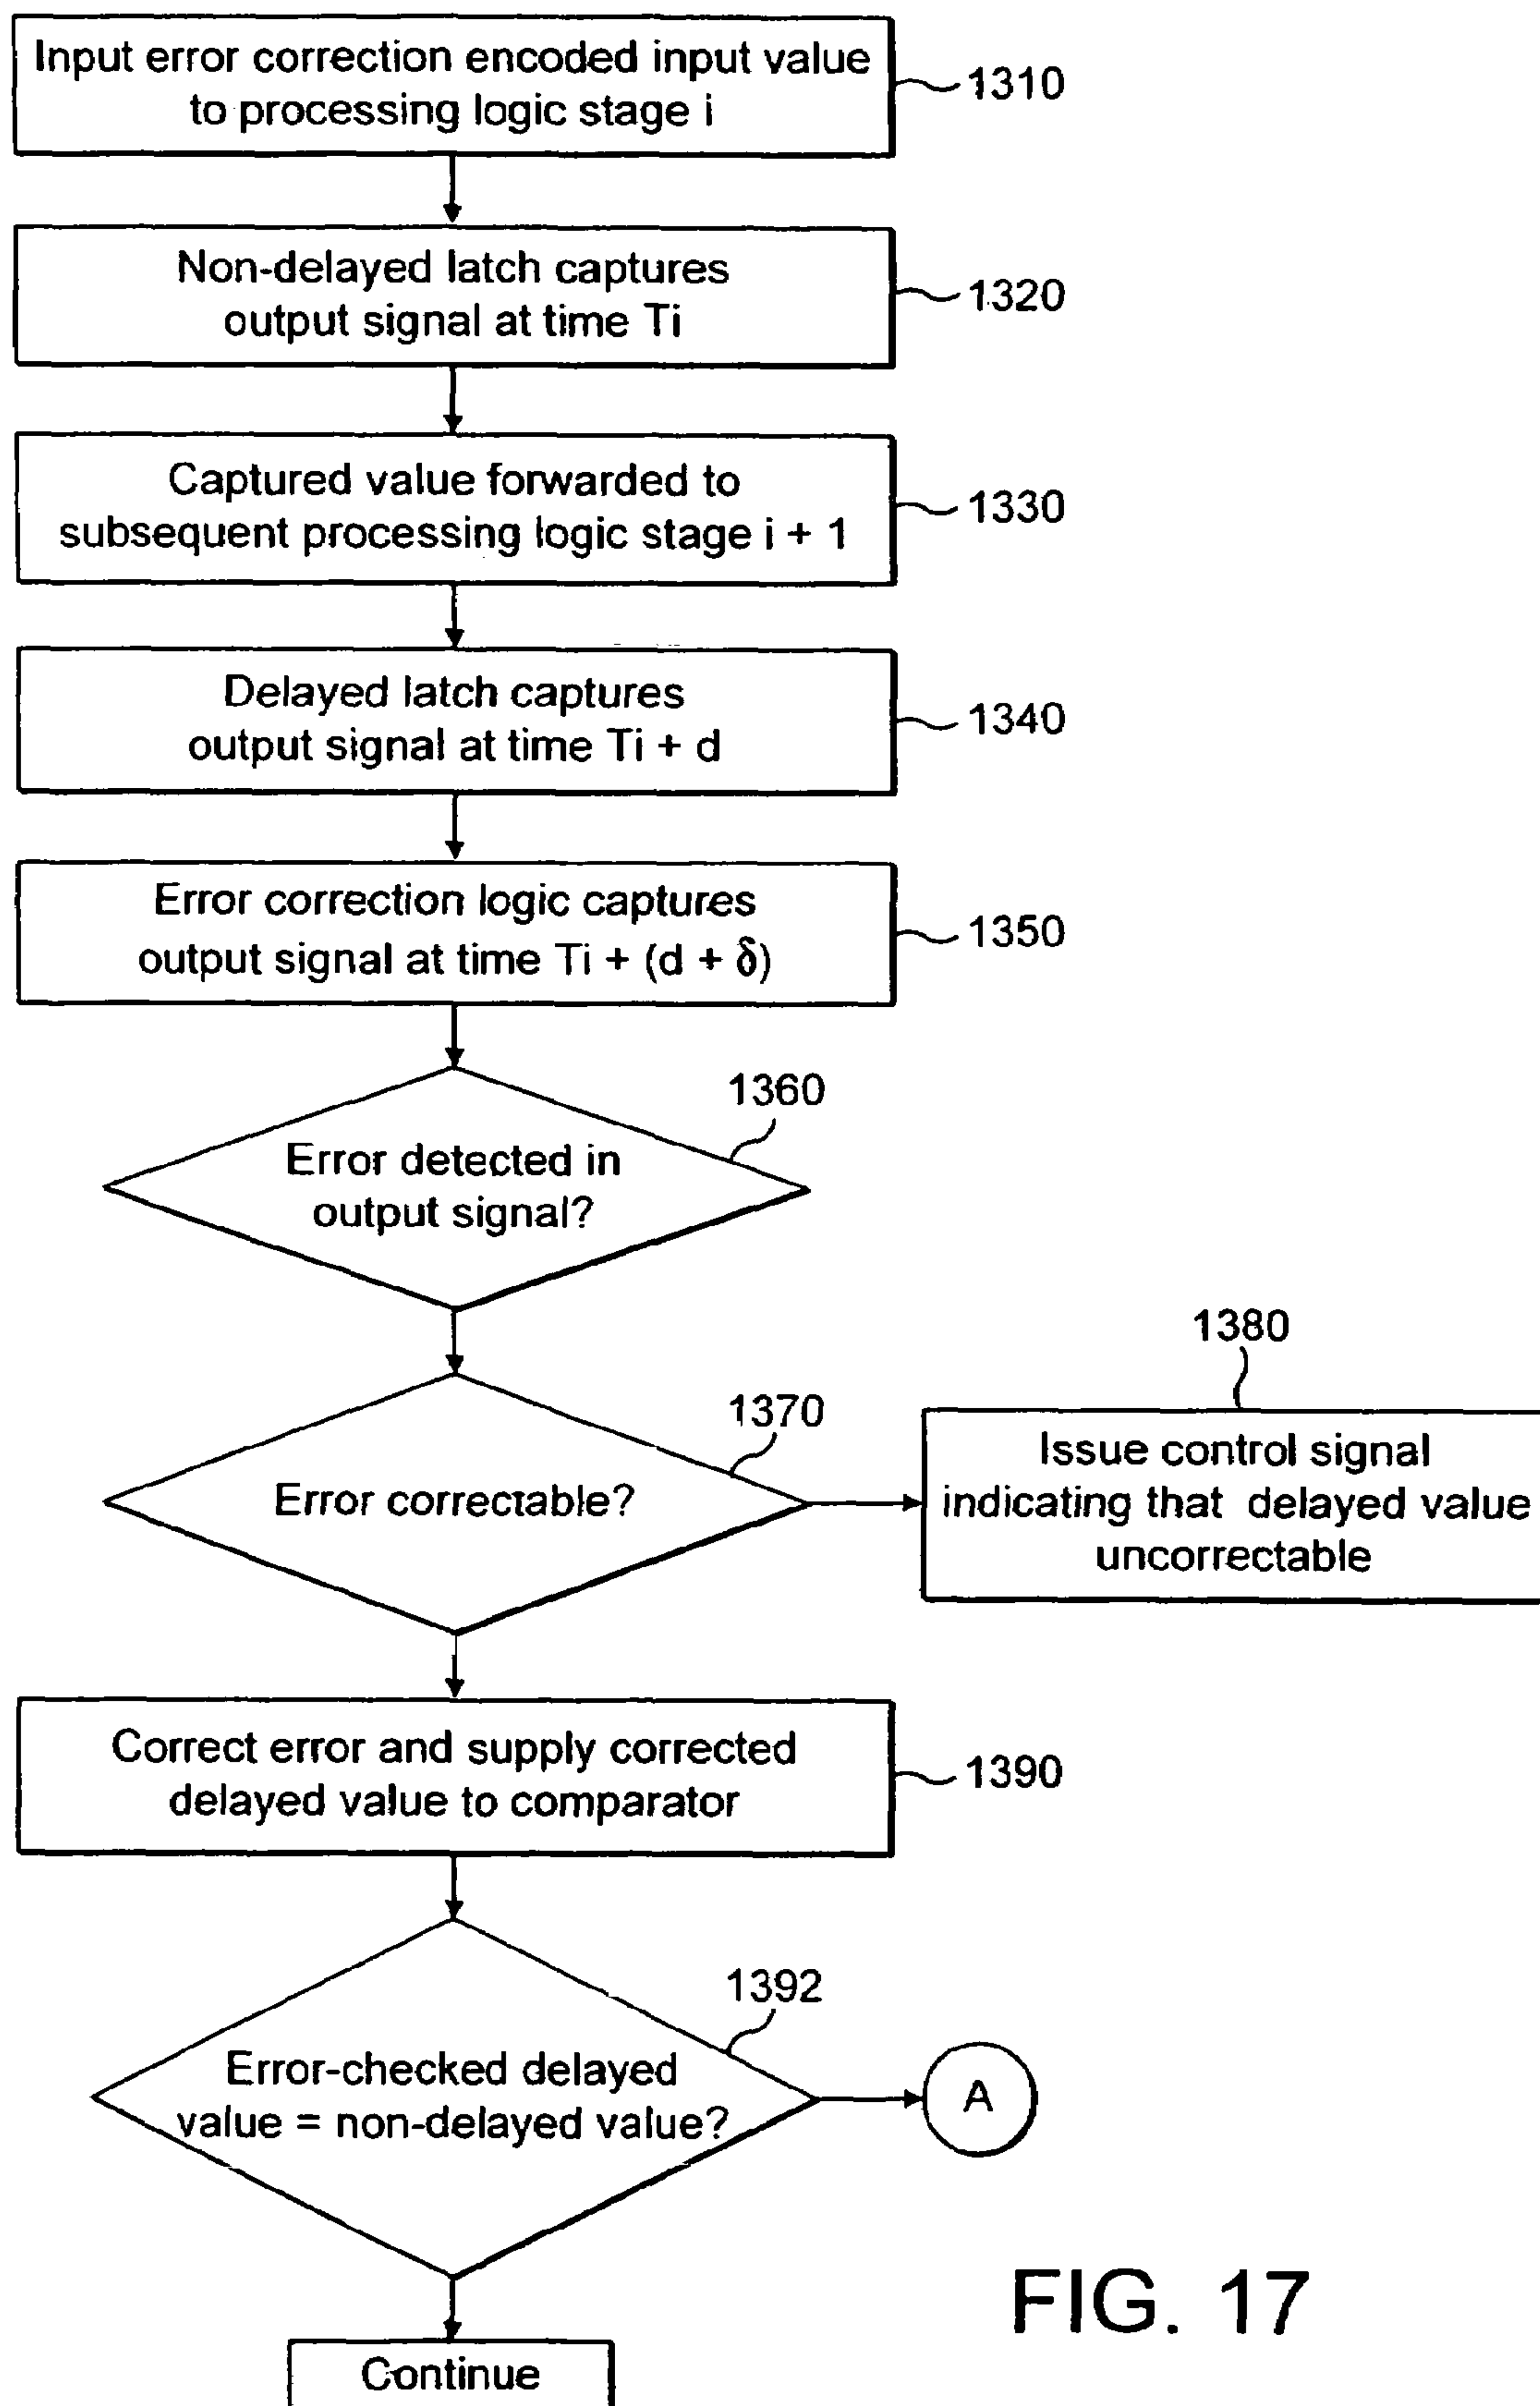 Input error correction encoded input value
to processing logic stage i
1310
Non-delayed latch captures
output signal at time Ti
1320
Captured value forwarded to
subsequent processing logic stage i + 1
1330
Delayed latch captures
output signal at time Ti + d
1340
Error correction logic captures
output signal at time Ti + (d + δ)
1350
1360
Error detected in
output signal?
1370
Error correctable?
1380
Issue control signal
indicating that delayed value
uncorrectable
Correct error and supply corrected
delayed value to comparator
1390
1392
Error-checked delayed
value = non-delayed value?
A
Continue
FIG. 17